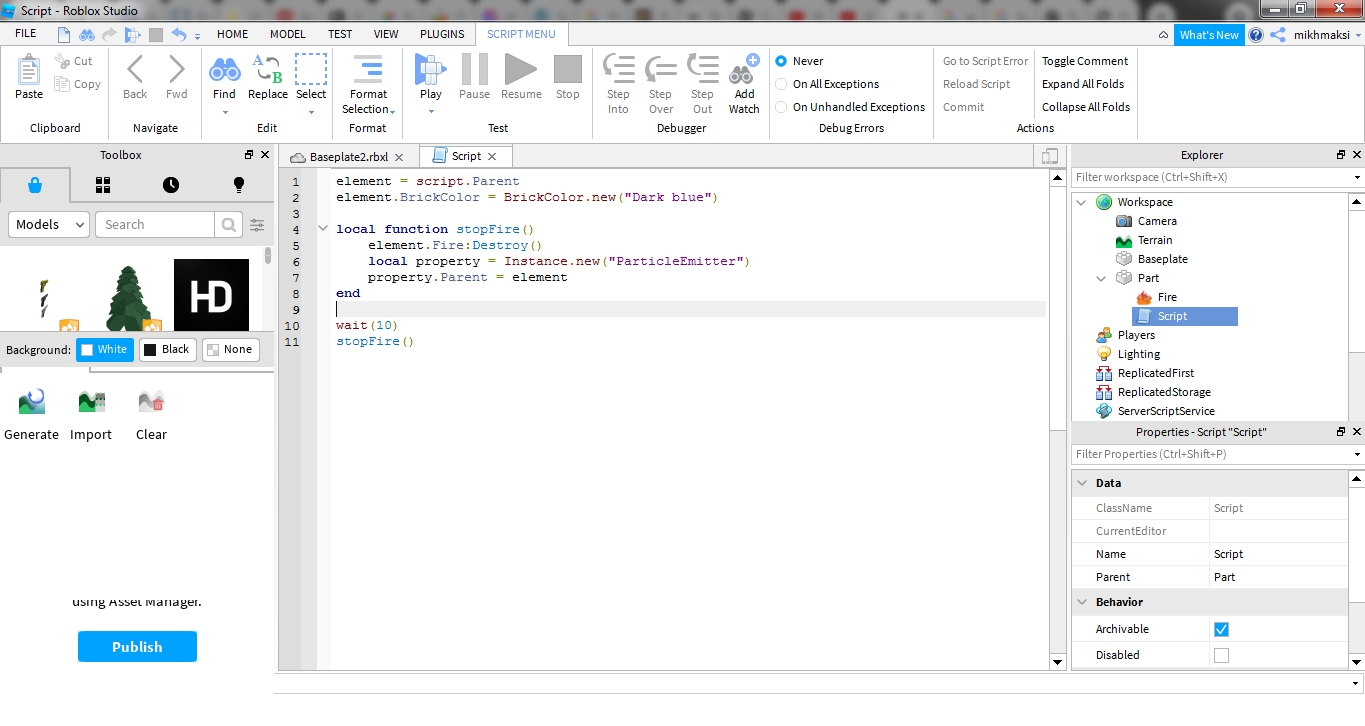 Script - Roblox Studio
FILE HOME MODEL TEST VIEW PLUGINS SCRIPT MENU What's New mikhmaksi
Paste Cut Copy Back Fwd Find Replace Select Format Selection Play Pause Resume Stop Step Into Step Over Step Out Add Watch
Never
On All Exceptions
On Unhandled Exceptions
Go to Script Error
Reload Script
Commit
Toggle Comment
Expand All Folds
Collapse All Folds
Clipboard Navigate Edit Format Test Debugger Debug Errors Actions
Toolbox
Models Search
HD
Background: White Black None
Generate Import Clear
using Asset Manager.
Publish
Baseplate2.rbxl Script
1 element = script.Parent
2 element.BrickColor = BrickColor.new("Dark blue")
3
4 local function stopFire()
5 element.Fire:Destroy()
6 local property = Instance.new("ParticleEmitter")
7 property.Parent = element
8 end
9
10 wait(10)
11 stopFire()
Explorer
Filter workspace (Ctrl+Shift+X)
Workspace
Camera
Terrain
Baseplate
Part
Fire
Script
Players
Lighting
ReplicatedFirst
ReplicatedStorage
ServerScriptService
Properties - Script "Script"
Filter Properties (Ctrl+Shift+P)
Data
ClassName Script
CurrentEditor
Name Script
Parent Part
Behavior
Archivable
Disabled